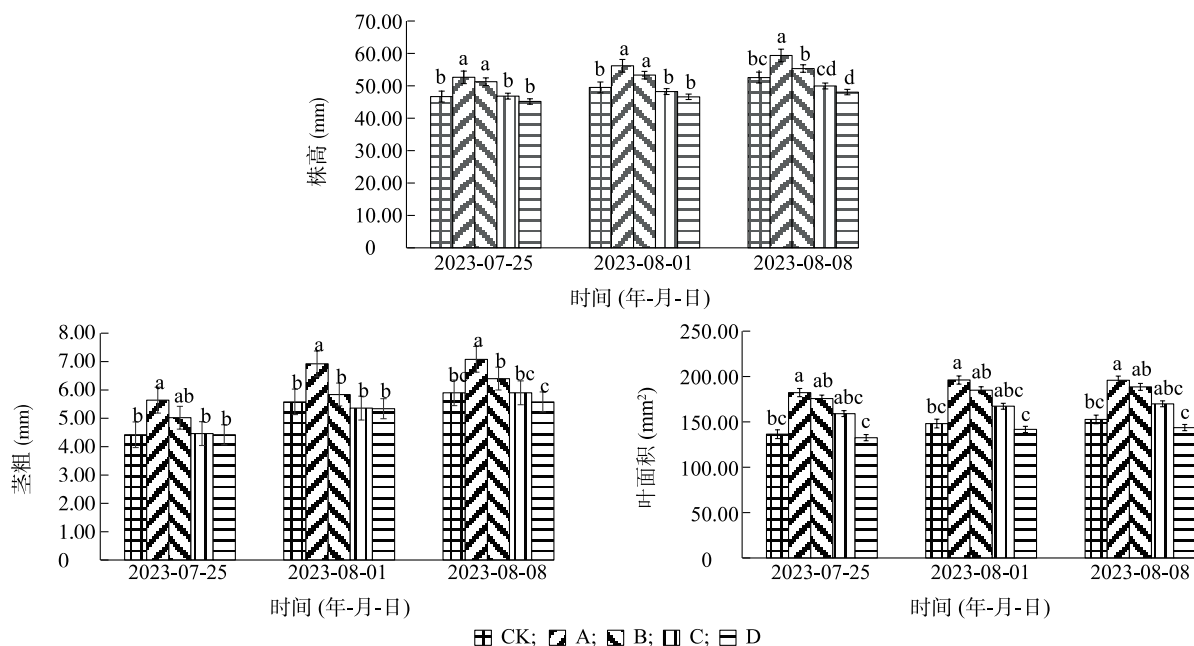 株高 (mm)
70.00
60.00
50.00
40.00
30.00
20.00
10.00
0
b a a b b
b a a b b
bc a b cd d
2023-07-25 2023-08-01 2023-08-08
时间 (年-月-日)
茎粗 (mm)
8.00
7.00
6.00
5.00
4.00
3.00
2.00
1.00
0
b a ab b b
b a b b b
bc a b bc c
2023-07-25 2023-08-01 2023-08-08
时间 (年-月-日)
叶面积 (mm²)
250.00
200.00
150.00
100.00
50.00
0
bc a ab abc c
bc a ab abc c
bc a ab abc c
2023-07-25 2023-08-01 2023-08-08
时间 (年-月-日)
CK; A; B; C; D